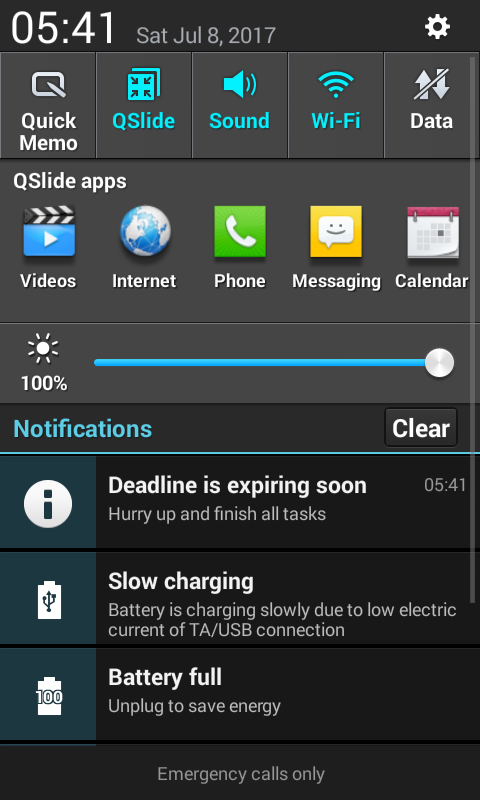 05:41 Sat Jul 8, 2017
Quick Memo
QSlide
Sound
Wi-Fi
Data
QSlide apps
Videos
Internet
Phone
Messaging
Calendar
100%
Notifications
Clear
Deadline is expiring soon 05:41
Hurry up and finish all tasks
Slow charging
Battery is charging slowly due to low electric
current of TA/USB connection
100
Battery full
Unplug to save energy
Emergency calls only